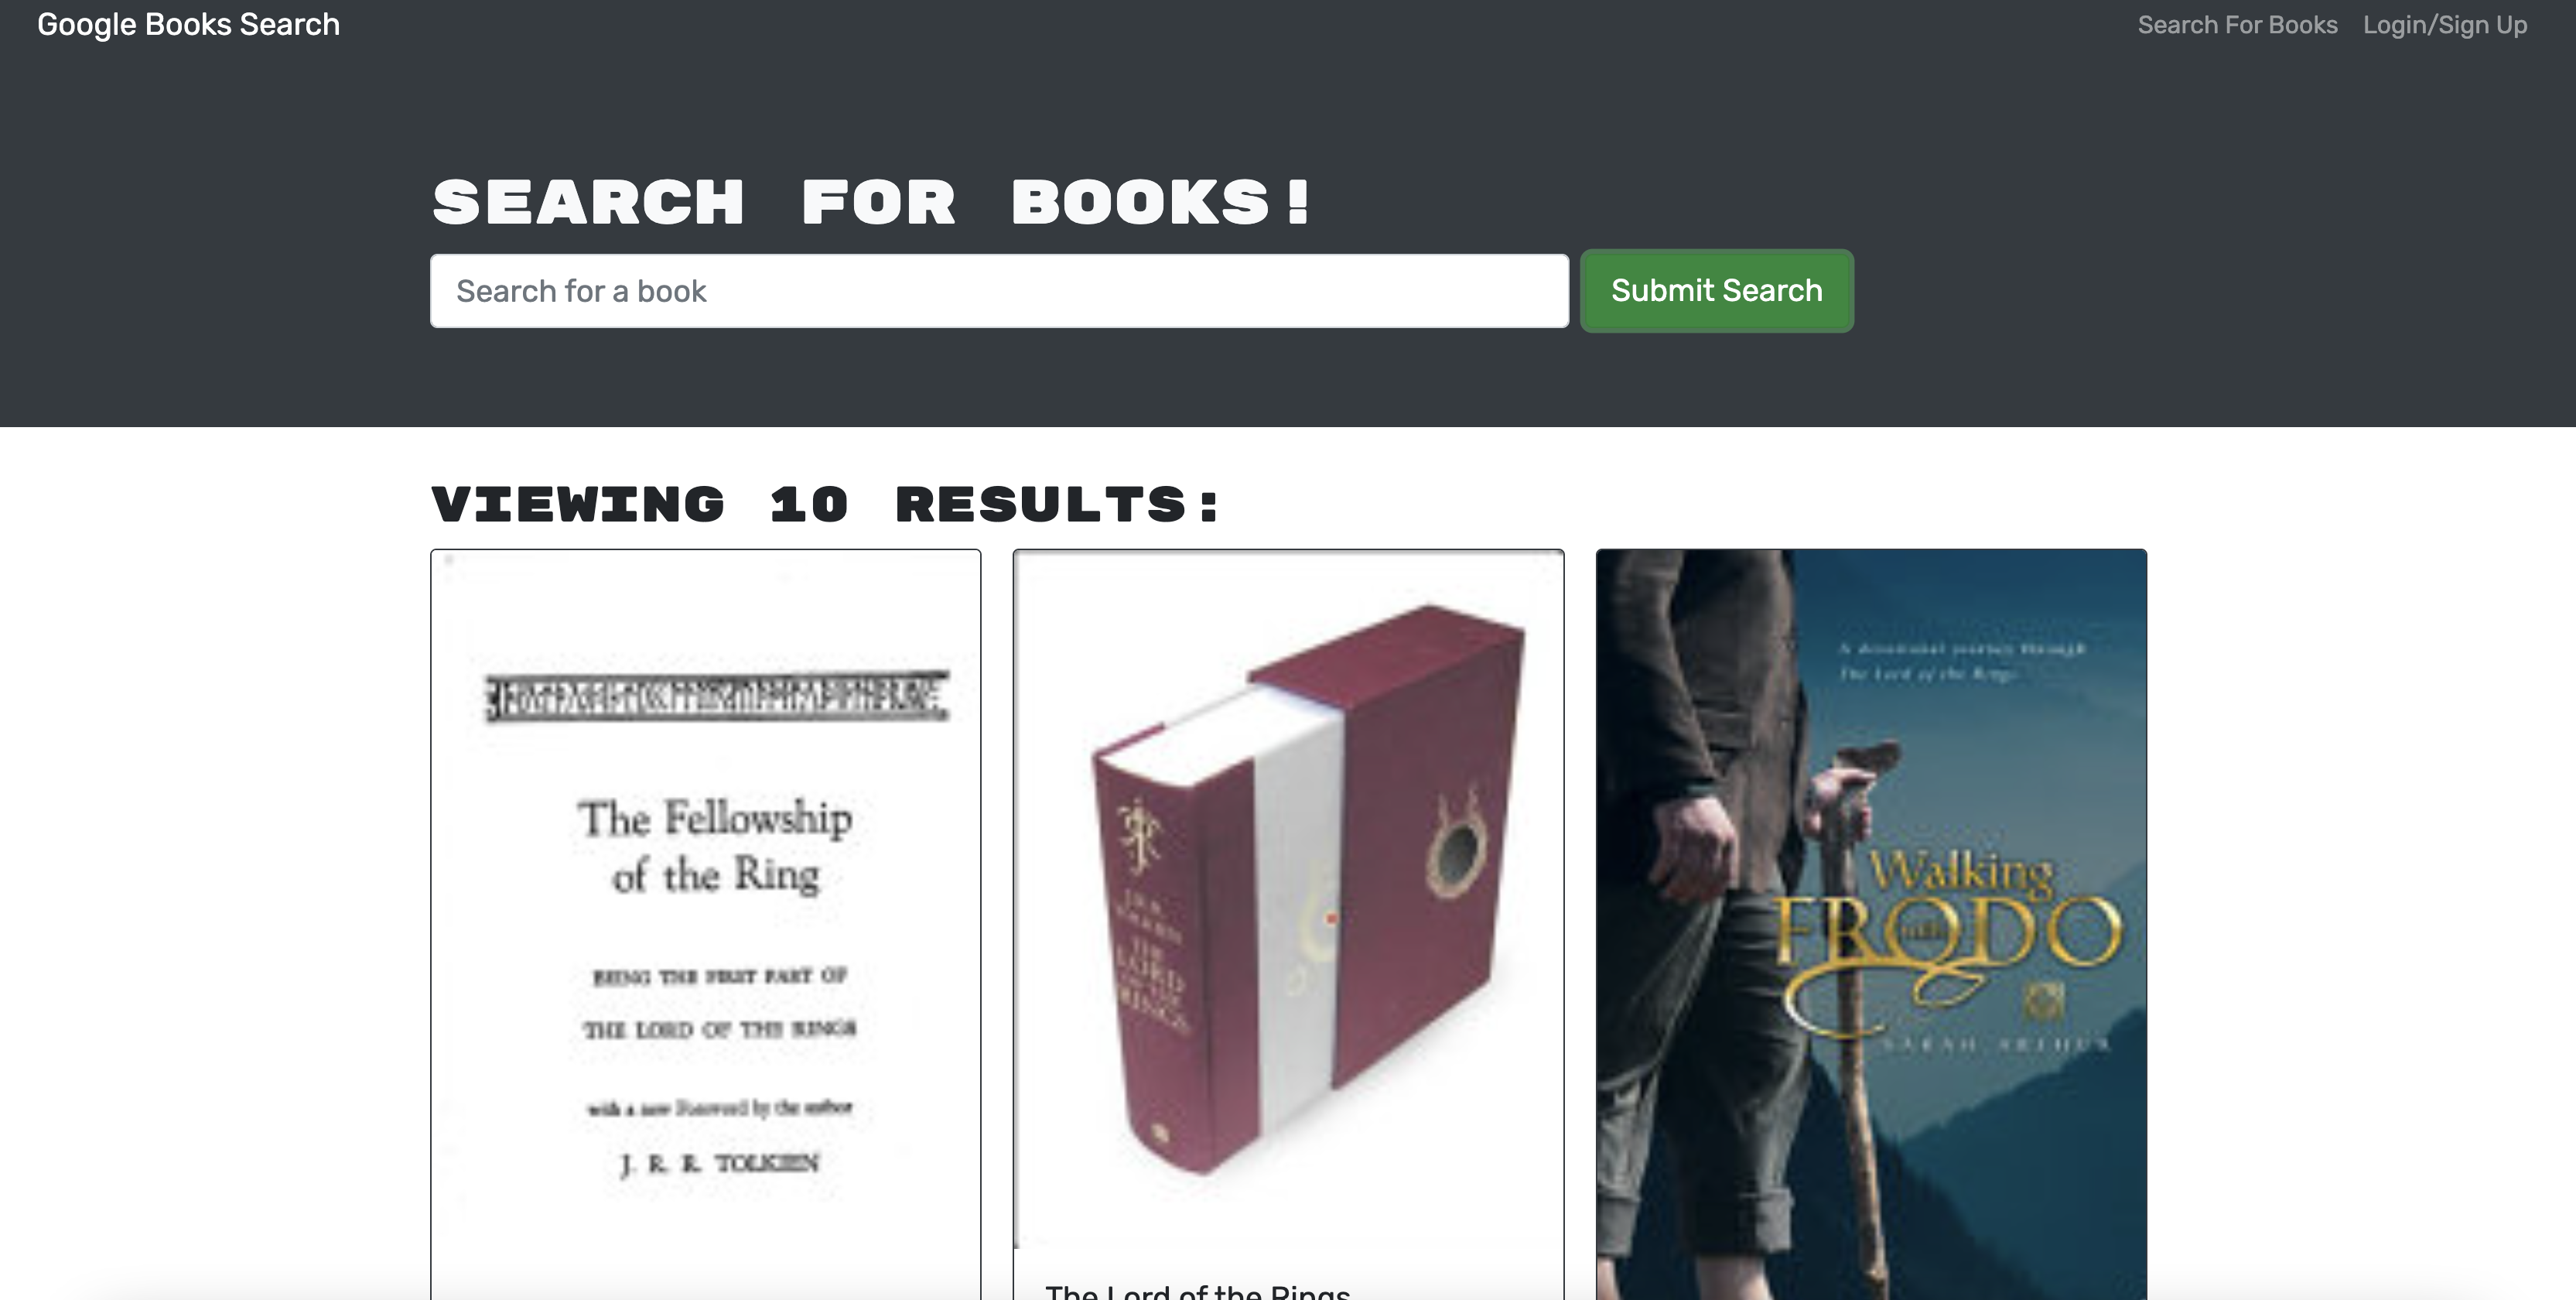 Google Books Search
Search For Books
Login/Sign Up
SEARCH FOR BOOKS!
Search for a book
Submit Search
VIEWING 10 RESULTS:
The Fellowship
of the Ring
BEING THE FIRST PART OF
THE LORD OF THE RINGS
with a new Foreword by the author
J. R. R. TOLKIEN
THE
LORD
OF THE
RINGS
The Lord of the Rings
A devotional journey through
The Lord of the Rings
Walking
with
FRODO
SARAH ARTHUR